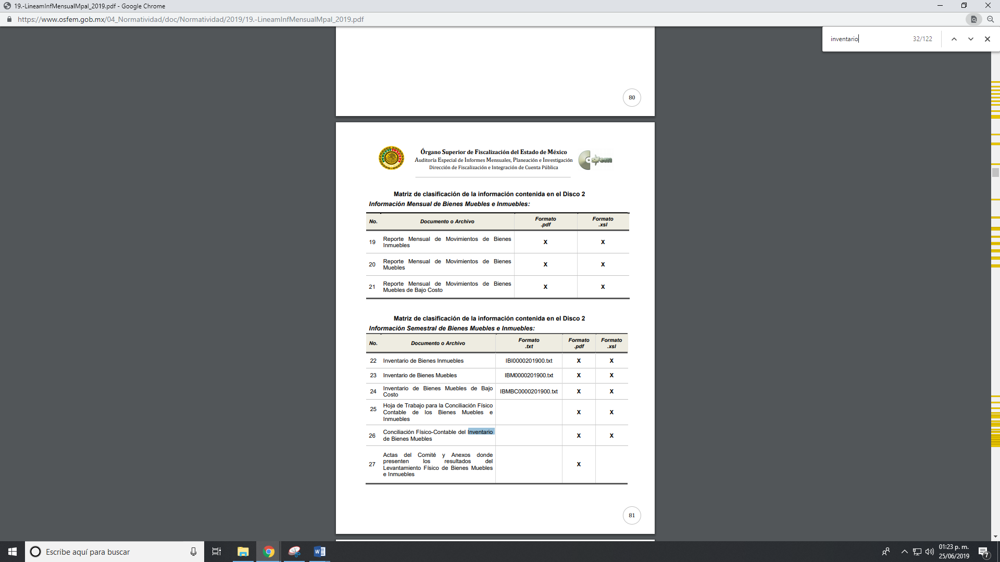 19.-LineamInfMensualMpal_2019.pdf - Google Chrome
https://www.osfem.gob.mx/04_Normatividad/doc/Normatividad/2019/19.-LineamInfMensualMpal_2019.pdf
inventario 32/122
80
Órgano Superior de Fiscalización del Estado de México
Auditoría Especial de Informes Mensuales, Planeación e Investigación
Dirección de Fiscalización e Integración de Cuenta Pública
osfem
Matriz de clasificación de la información contenida en el Disco 2
Información Mensual de Bienes Muebles e Inmuebles:
No. Documento o Archivo Formato .pdf Formato .xsl
19 Reporte Mensual de Movimientos de Bienes Inmuebles X X
20 Reporte Mensual de Movimientos de Bienes Muebles X X
21 Reporte Mensual de Movimientos de Bienes Muebles de Bajo Costo X X
Matriz de clasificación de la información contenida en el Disco 2
Información Semestral de Bienes Muebles e Inmuebles:
No. Documento o Archivo Formato .txt Formato .pdf Formato .xsl
22 Inventario de Bienes Inmuebles IBI0000201900.txt X X
23 Inventario de Bienes Muebles IBM0000201900.txt X X
24 Inventario de Bienes Muebles de Bajo Costo IBMBC0000201900.txt X X
25 Hoja de Trabajo para la Conciliación Físico Contable de los Bienes Muebles e Inmuebles X X
26 Conciliación Físico-Contable del Inventario de Bienes Muebles X X
27 Actas del Comité y Anexos donde presenten los resultados del Levantamiento Físico de Bienes Muebles e Inmuebles X
81
Escribe aquí para buscar
01:23 p. m.
25/06/2019
7